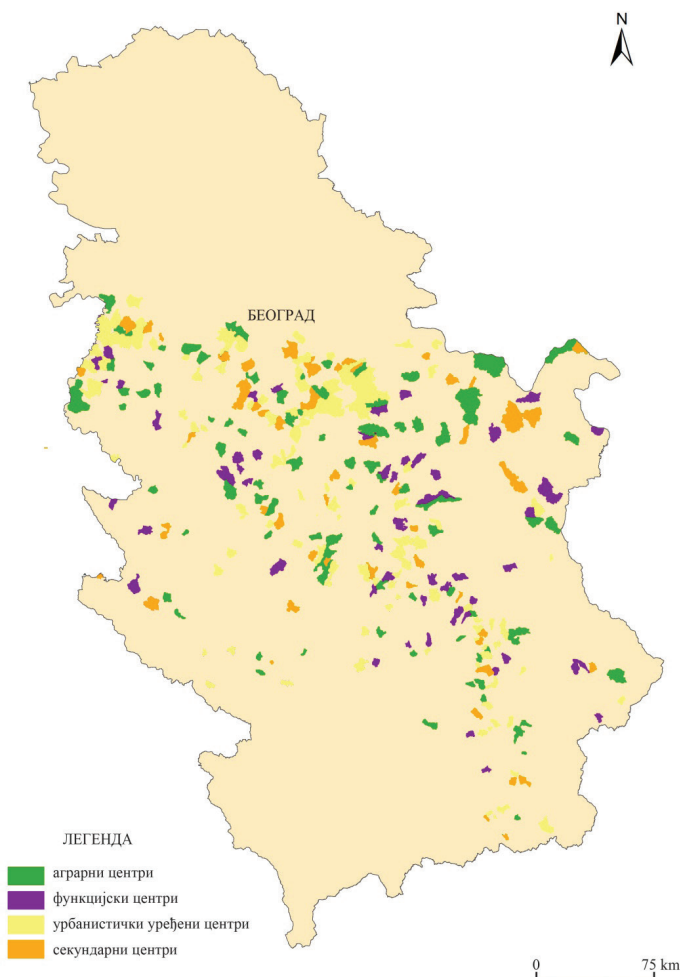 N
БЕОГРАД
ЛЕГЕНДА
аграрни центри
функцијски центри
урбанистички уређени центри
секундарни центри
0 75 km